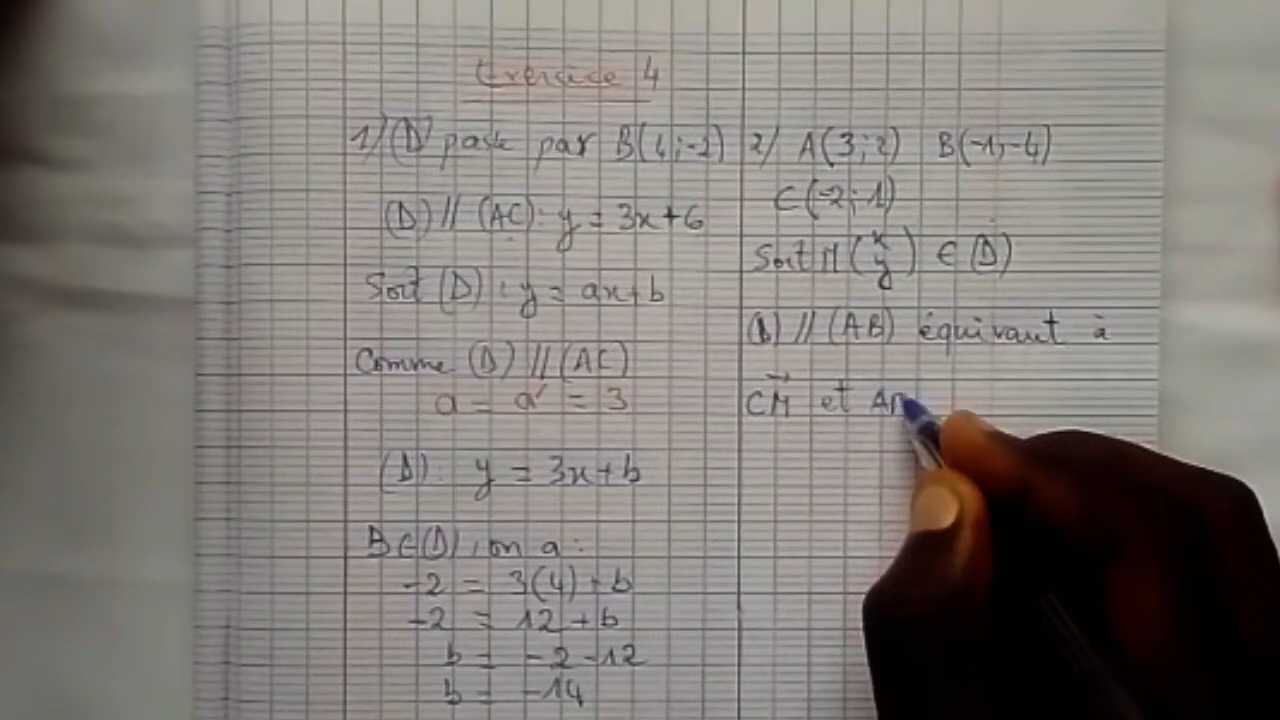 Exercice 4
1) (D) passe par B(4;-2)
(D) // (AC): y = 3x+6
Soit (D): y = ax+b
Comme (D) // (AC)
a = a' = 3
(D): y = 3x+b
B∈(D), on a:
-2 = 3(4)+b
-2 = 12+b
b = -2-12
b = -14
2) A(3;2) B(-1;-4)
C(-2;1)
Soit M(x y) ∈ (D)
(D) // (AB) équivaut à
CM et A